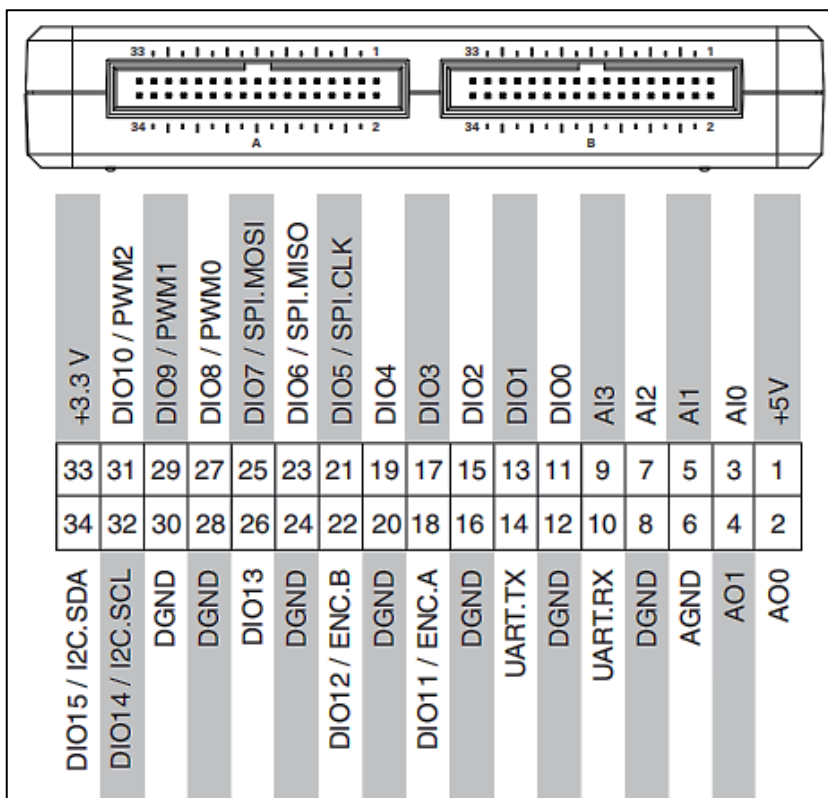 33 1 33 1
34 2 34 2
A B
+3.3 V
DIO10 / PWM2
DIO9 / PWM1
DIO8 / PWM0
DIO7 / SPI.MOSI
DIO6 / SPI.MISO
DIO5 / SPI.CLK
DIO4
DIO3
DIO2
DIO1
DIO0
AI3
AI2
AI1
AI0
+5V
33 31 29 27 25 23 21 19 17 15 13 11 9 7 5 3 1
34 32 30 28 26 24 22 20 18 16 14 12 10 8 6 4 2
DIO15 / I2C.SDA
DIO14 / I2C.SCL
DGND
DGND
DIO13
DGND
DIO12 / ENC.B
DGND
DIO11 / ENC.A
DGND
UART.TX
DGND
UART.RX
DGND
AGND
AO1
AO0